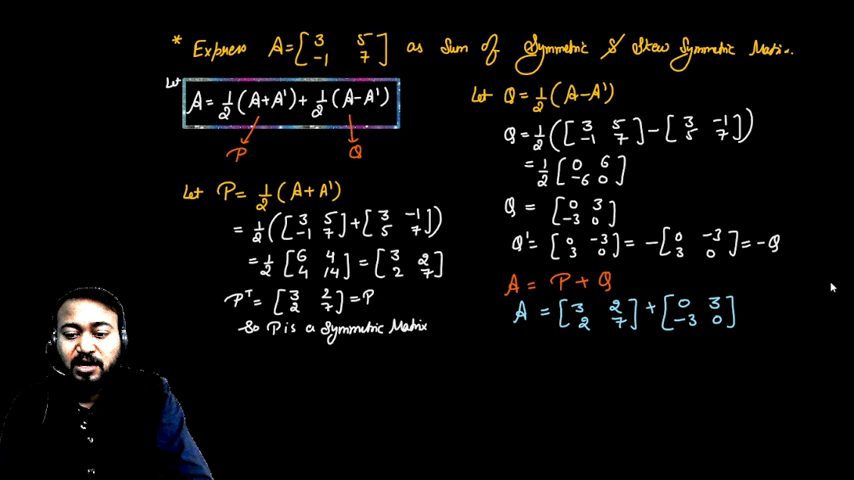 * Express A = [3 5; -1 7] as Sum of Symmetric & Skew Symmetric Matrix.
Let
A = 1/2 (A+A') + 1/2 (A-A')
P Q
Let P = 1/2 (A+A')
= 1/2 ([3 5; -1 7] + [3 -1; 5 7])
= 1/2 [6 4; 4 14] = [3 2; 2 7]
P^T = [3 2; 2 7] = P
So P is a Symmetric Matrix
Let Q = 1/2 (A-A')
Q = 1/2 ([3 5; -1 7] - [3 -1; 5 7])
= 1/2 [0 6; -6 0]
Q = [0 3; -3 0]
Q' = [0 -3; 3 0] = -[0 -3; 3 0] = -Q
A = P + Q
A = [3 2; 2 7] + [0 3; -3 0]